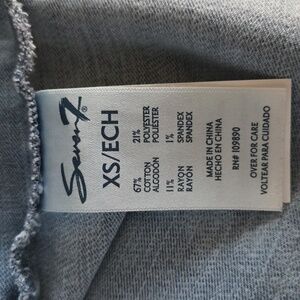 Seven7®
XS/ECH
67% 21%
COTTON POLYESTER
ALGODON POLIÉSTER
11% 1%
RAYON SPANDEX
RAYÓN SPANDEX
MADE IN CHINA
HECHO EN CHINA
RN# 109890
OVER FOR CARE
VOLTEAR PARA CUIDADO